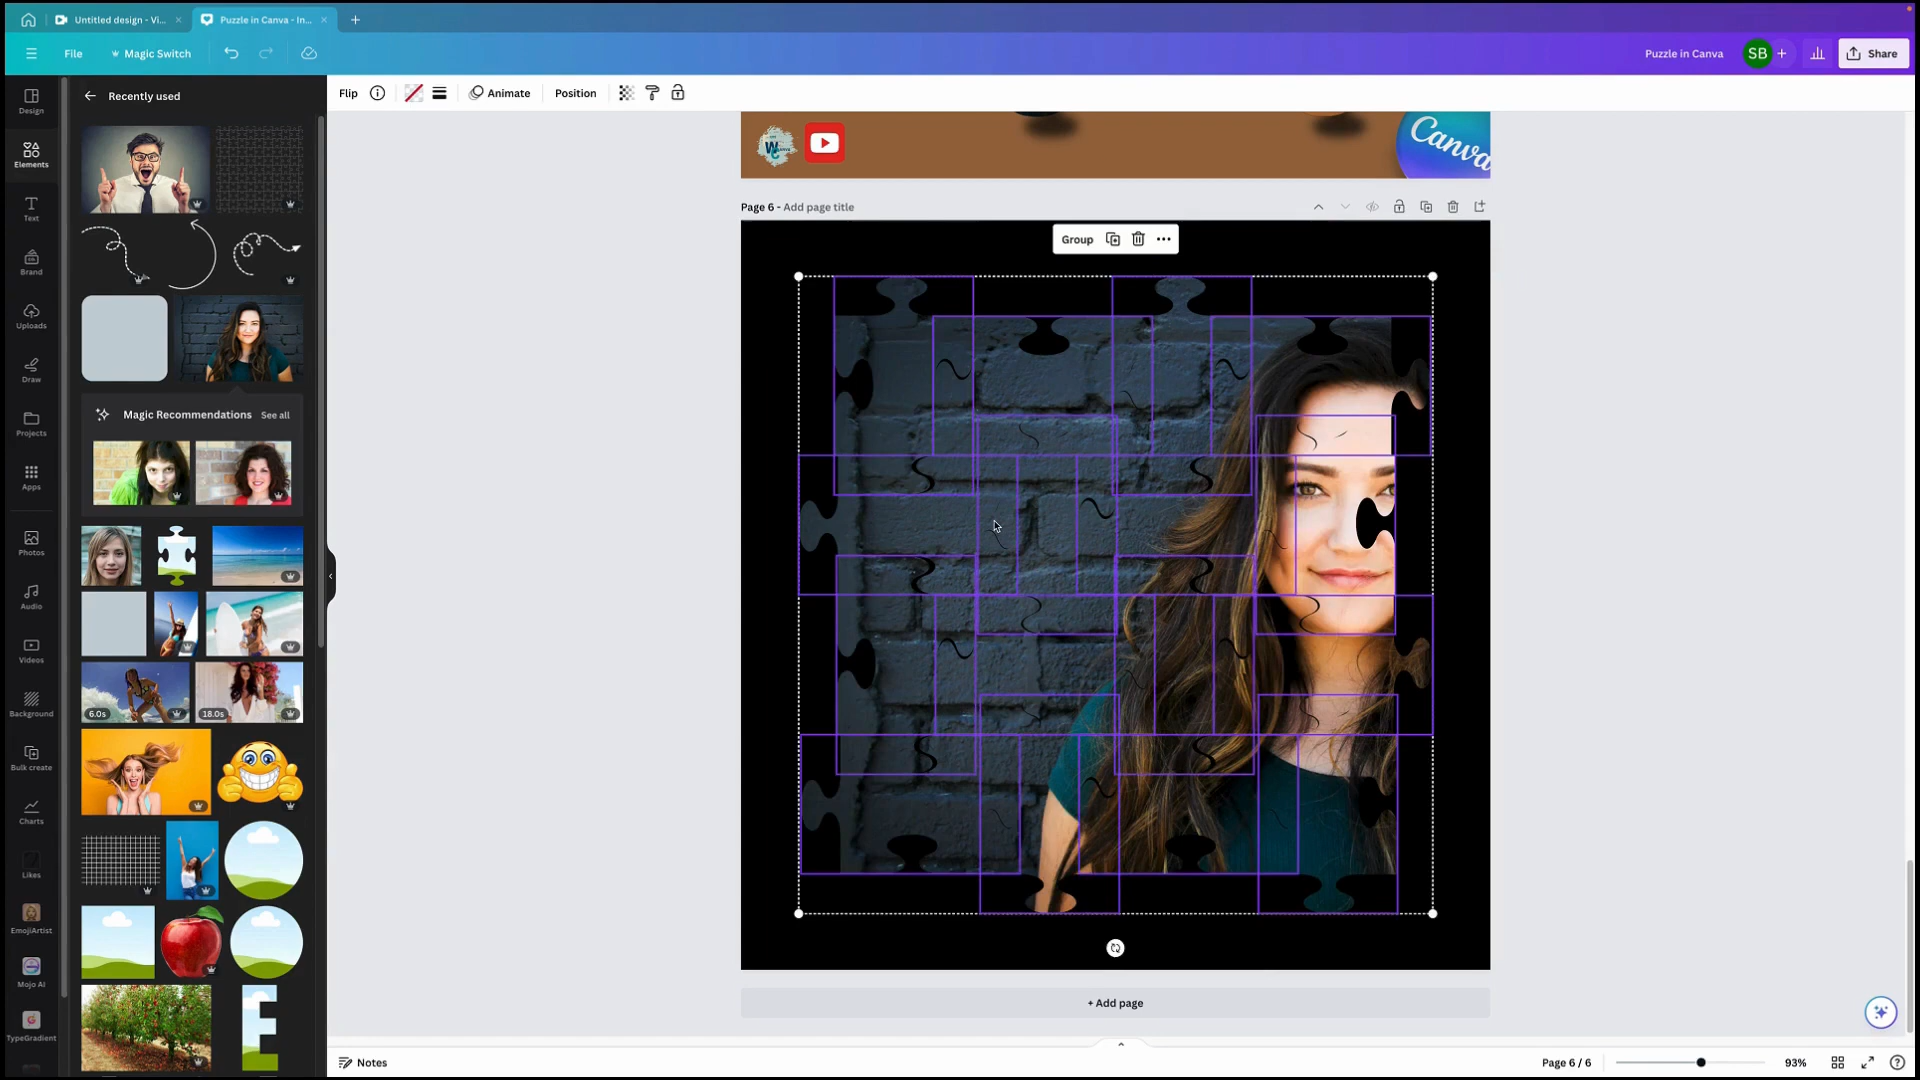 Untitled design - Vi...
Puzzle in Canva - In...
File
Magic Switch
Puzzle in Canva
SB
Share
Recently used
Flip
Animate
Position
Design
Elements
Text
Brand
Uploads
Draw
Projects
Apps
Photos
Audio
Videos
Background
Bulk create
Charts
Likes
EmojiArtist
Mojo AI
TypeGradient
Magic Recommendations
See all
6.0s
18.0s
Canva
Page 6 - Add page title
Group
+ Add page
Notes
Page 6 / 6
93%